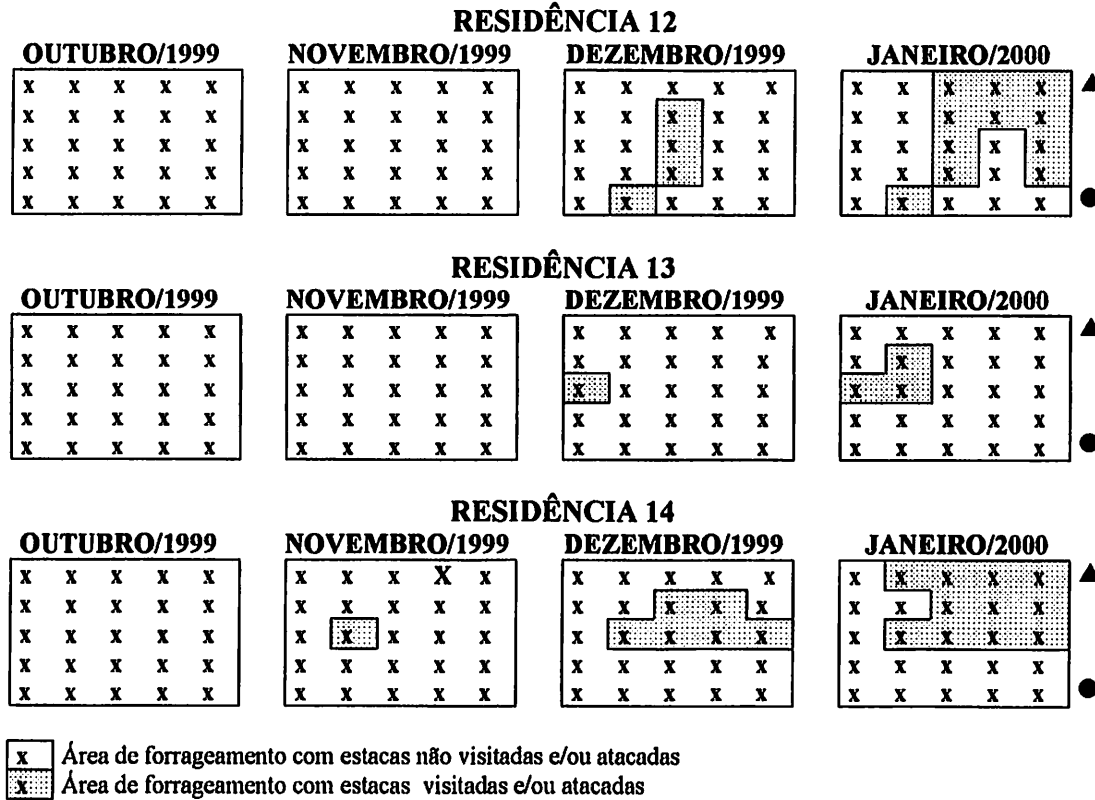 RESIDÊNCIA 12
OUTUBRO/1999 NOVEMBRO/1999 DEZEMBRO/1999 JANEIRO/2000
x x x x x x x x x x x x x x x x x x x x
x x x x x x x x x x x x x x x x x x x x
x x x x x x x x x x x x x x x x x x x x
x x x x x x x x x x x x x x x x x x x x
x x x x x x x x x x x x x x x x x x x x
RESIDÊNCIA 13
OUTUBRO/1999 NOVEMBRO/1999 DEZEMBRO/1999 JANEIRO/2000
x x x x x x x x x x x x x x x x x x x x
x x x x x x x x x x x x x x x x x x x x
x x x x x x x x x x x x x x x x x x x x
x x x x x x x x x x x x x x x x x x x x
x x x x x x x x x x x x x x x x x x x x
RESIDÊNCIA 14
OUTUBRO/1999 NOVEMBRO/1999 DEZEMBRO/1999 JANEIRO/2000
x x x x x x x x X x x x x x x x x x x x
x x x x x x x x x x x x x x x x x x x x
x x x x x x x x x x x x x x x x x x x x
x x x x x x x x x x x x x x x x x x x x
x x x x x x x x x x x x x x x x x x x x
x Área de forrageamento com estacas não visitadas e/ou atacadas
x Área de forrageamento com estacas visitadas e/ou atacadas